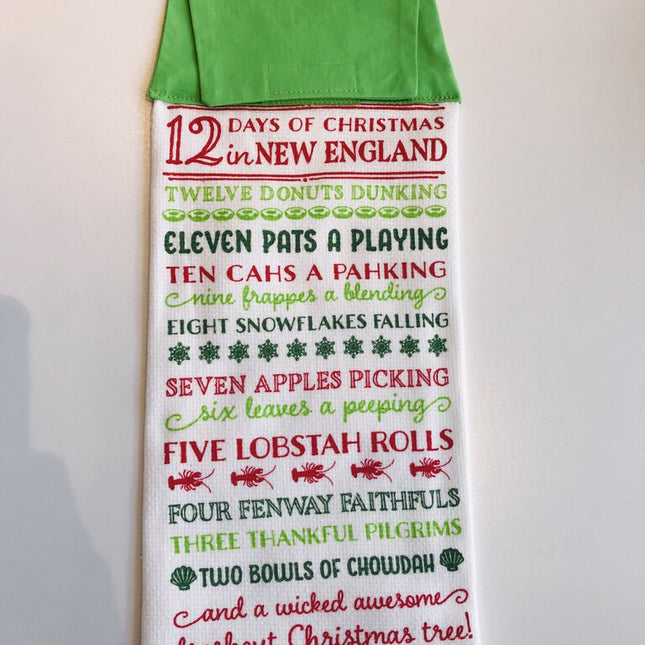 12 DAYS OF CHRISTMAS
in NEW ENGLAND
TWELVE DONUTS DUNKING
ELEVEN PATS A PLAYING
TEN CAHS A PAHKING
nine frappes a blending
EIGHT SNOWFLAKES FALLING
SEVEN APPLES PICKING
six leaves a peeping
FIVE LOBSTAH ROLLS
FOUR FENWAY FAITHFULS
THREE THANKFUL PILGRIMS
TWO BOWLS OF CHOWDAH
and a wicked awesome
Christmas tree!